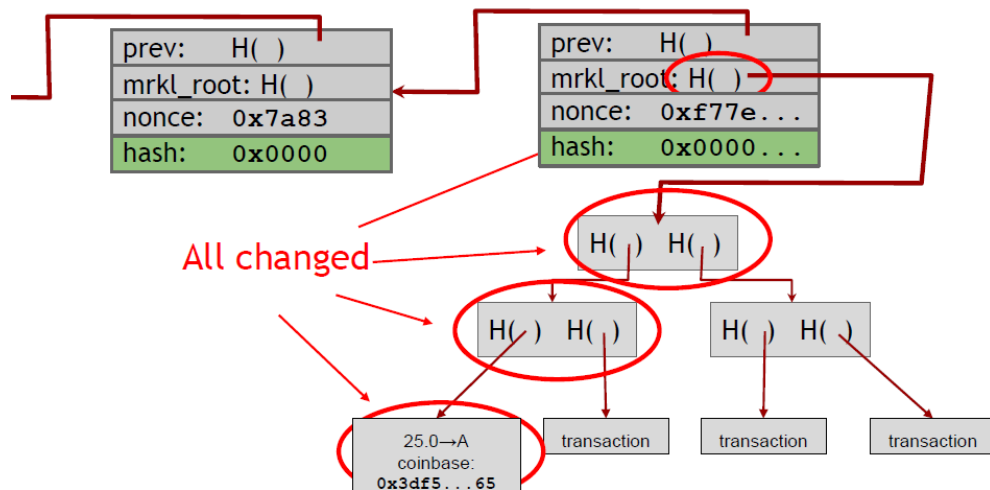 prev: H( )
mrkl_root: H( )
nonce: 0x7a83
hash: 0x0000
prev: H( )
mrkl_root: H( )
nonce: 0xf77e...
hash: 0x0000...
All changed
H( ) H( )
H( ) H( )
H( ) H( )
25.0→A
coinbase:
0x3df5...65
transaction
transaction
transaction